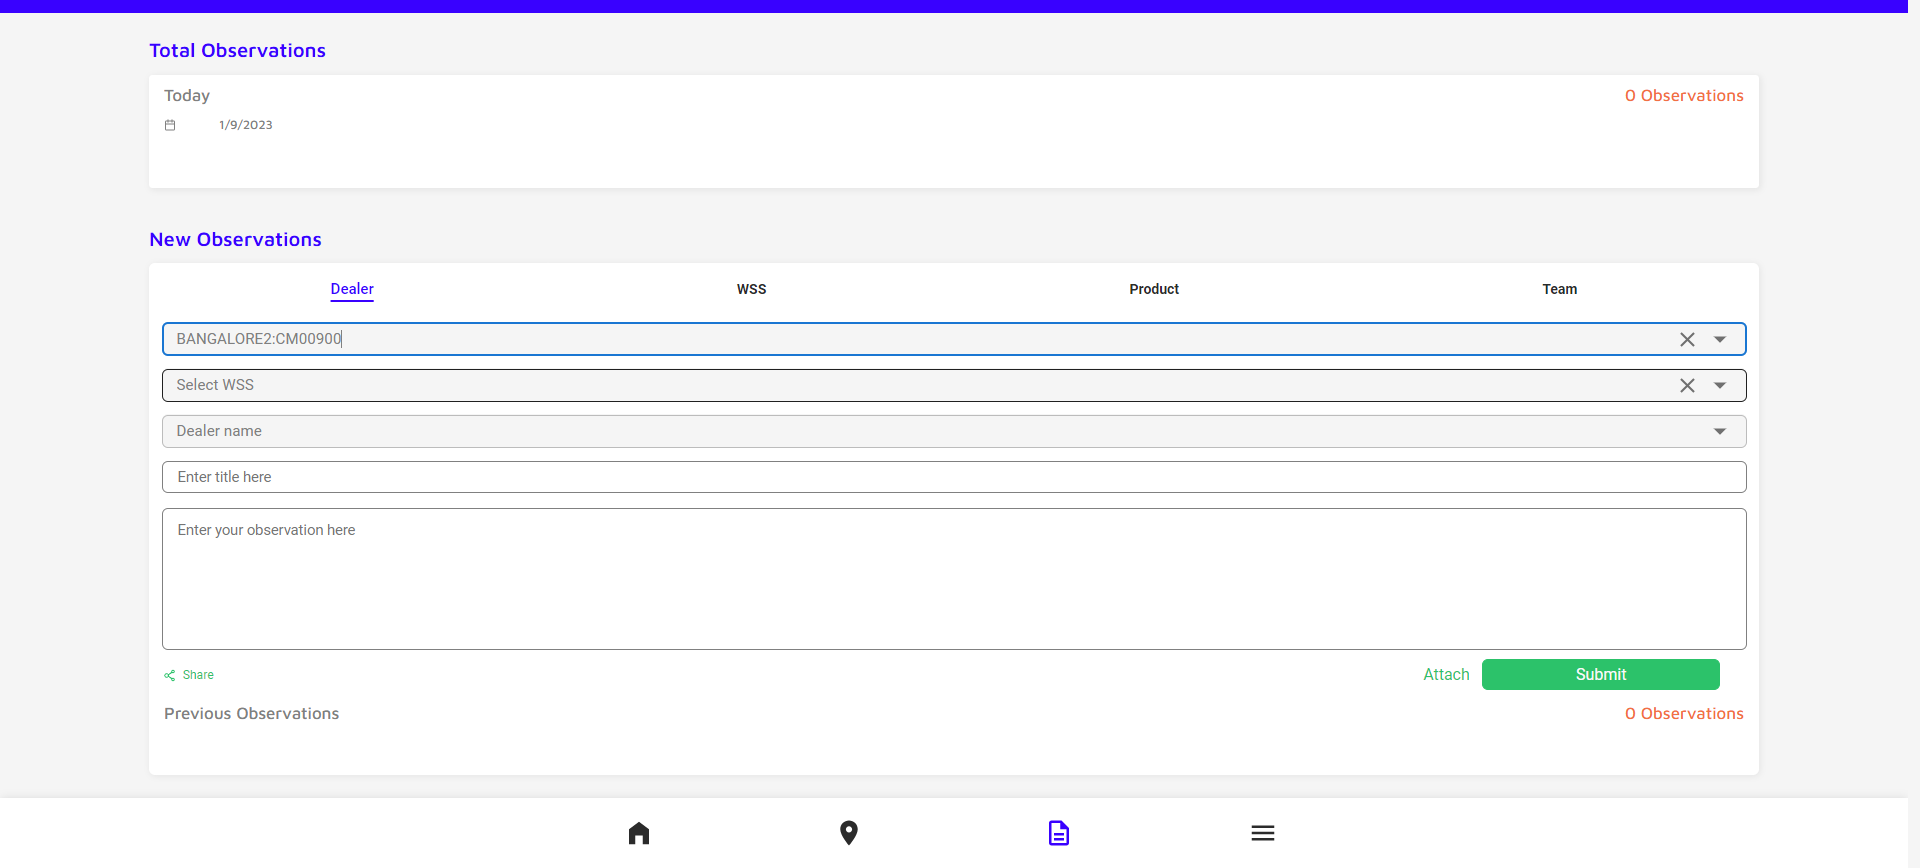 Total Observations
Today 0 Observations
1/9/2023
New Observations
Dealer WSS Product Team
BANGALORE2:CM00900
Select WSS
Dealer name
Enter title here
Enter your observation here
Share Attach Submit
Previous Observations 0 Observations